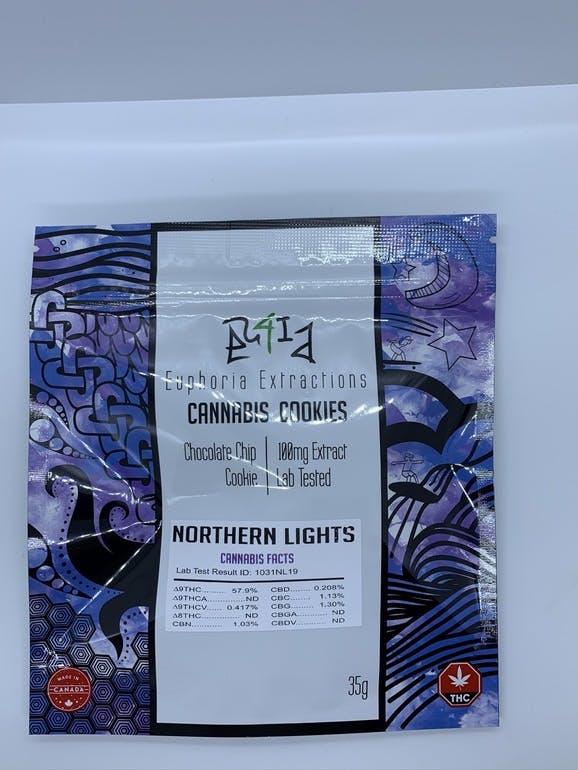 Eu4IA
Euphoria Extractions
CANNABIS COOKIES
Chocolate Chip
Cookie
100mg Extract
Lab Tested
NORTHERN LIGHTS
CANNABIS FACTS
Lab Test Result ID: 1031NL19
Δ9THC........ 57.9%
Δ9THCA........... ND
Δ9THCV......... 0.417%
Δ8THC............ ND
CBN............ 1.03%
CBD........... 0.208%
CBC............ 1.13%
CBG............ 1.30%
CBGA........... ND
CBDV........... ND
35g
MADE IN
CANADA
THC